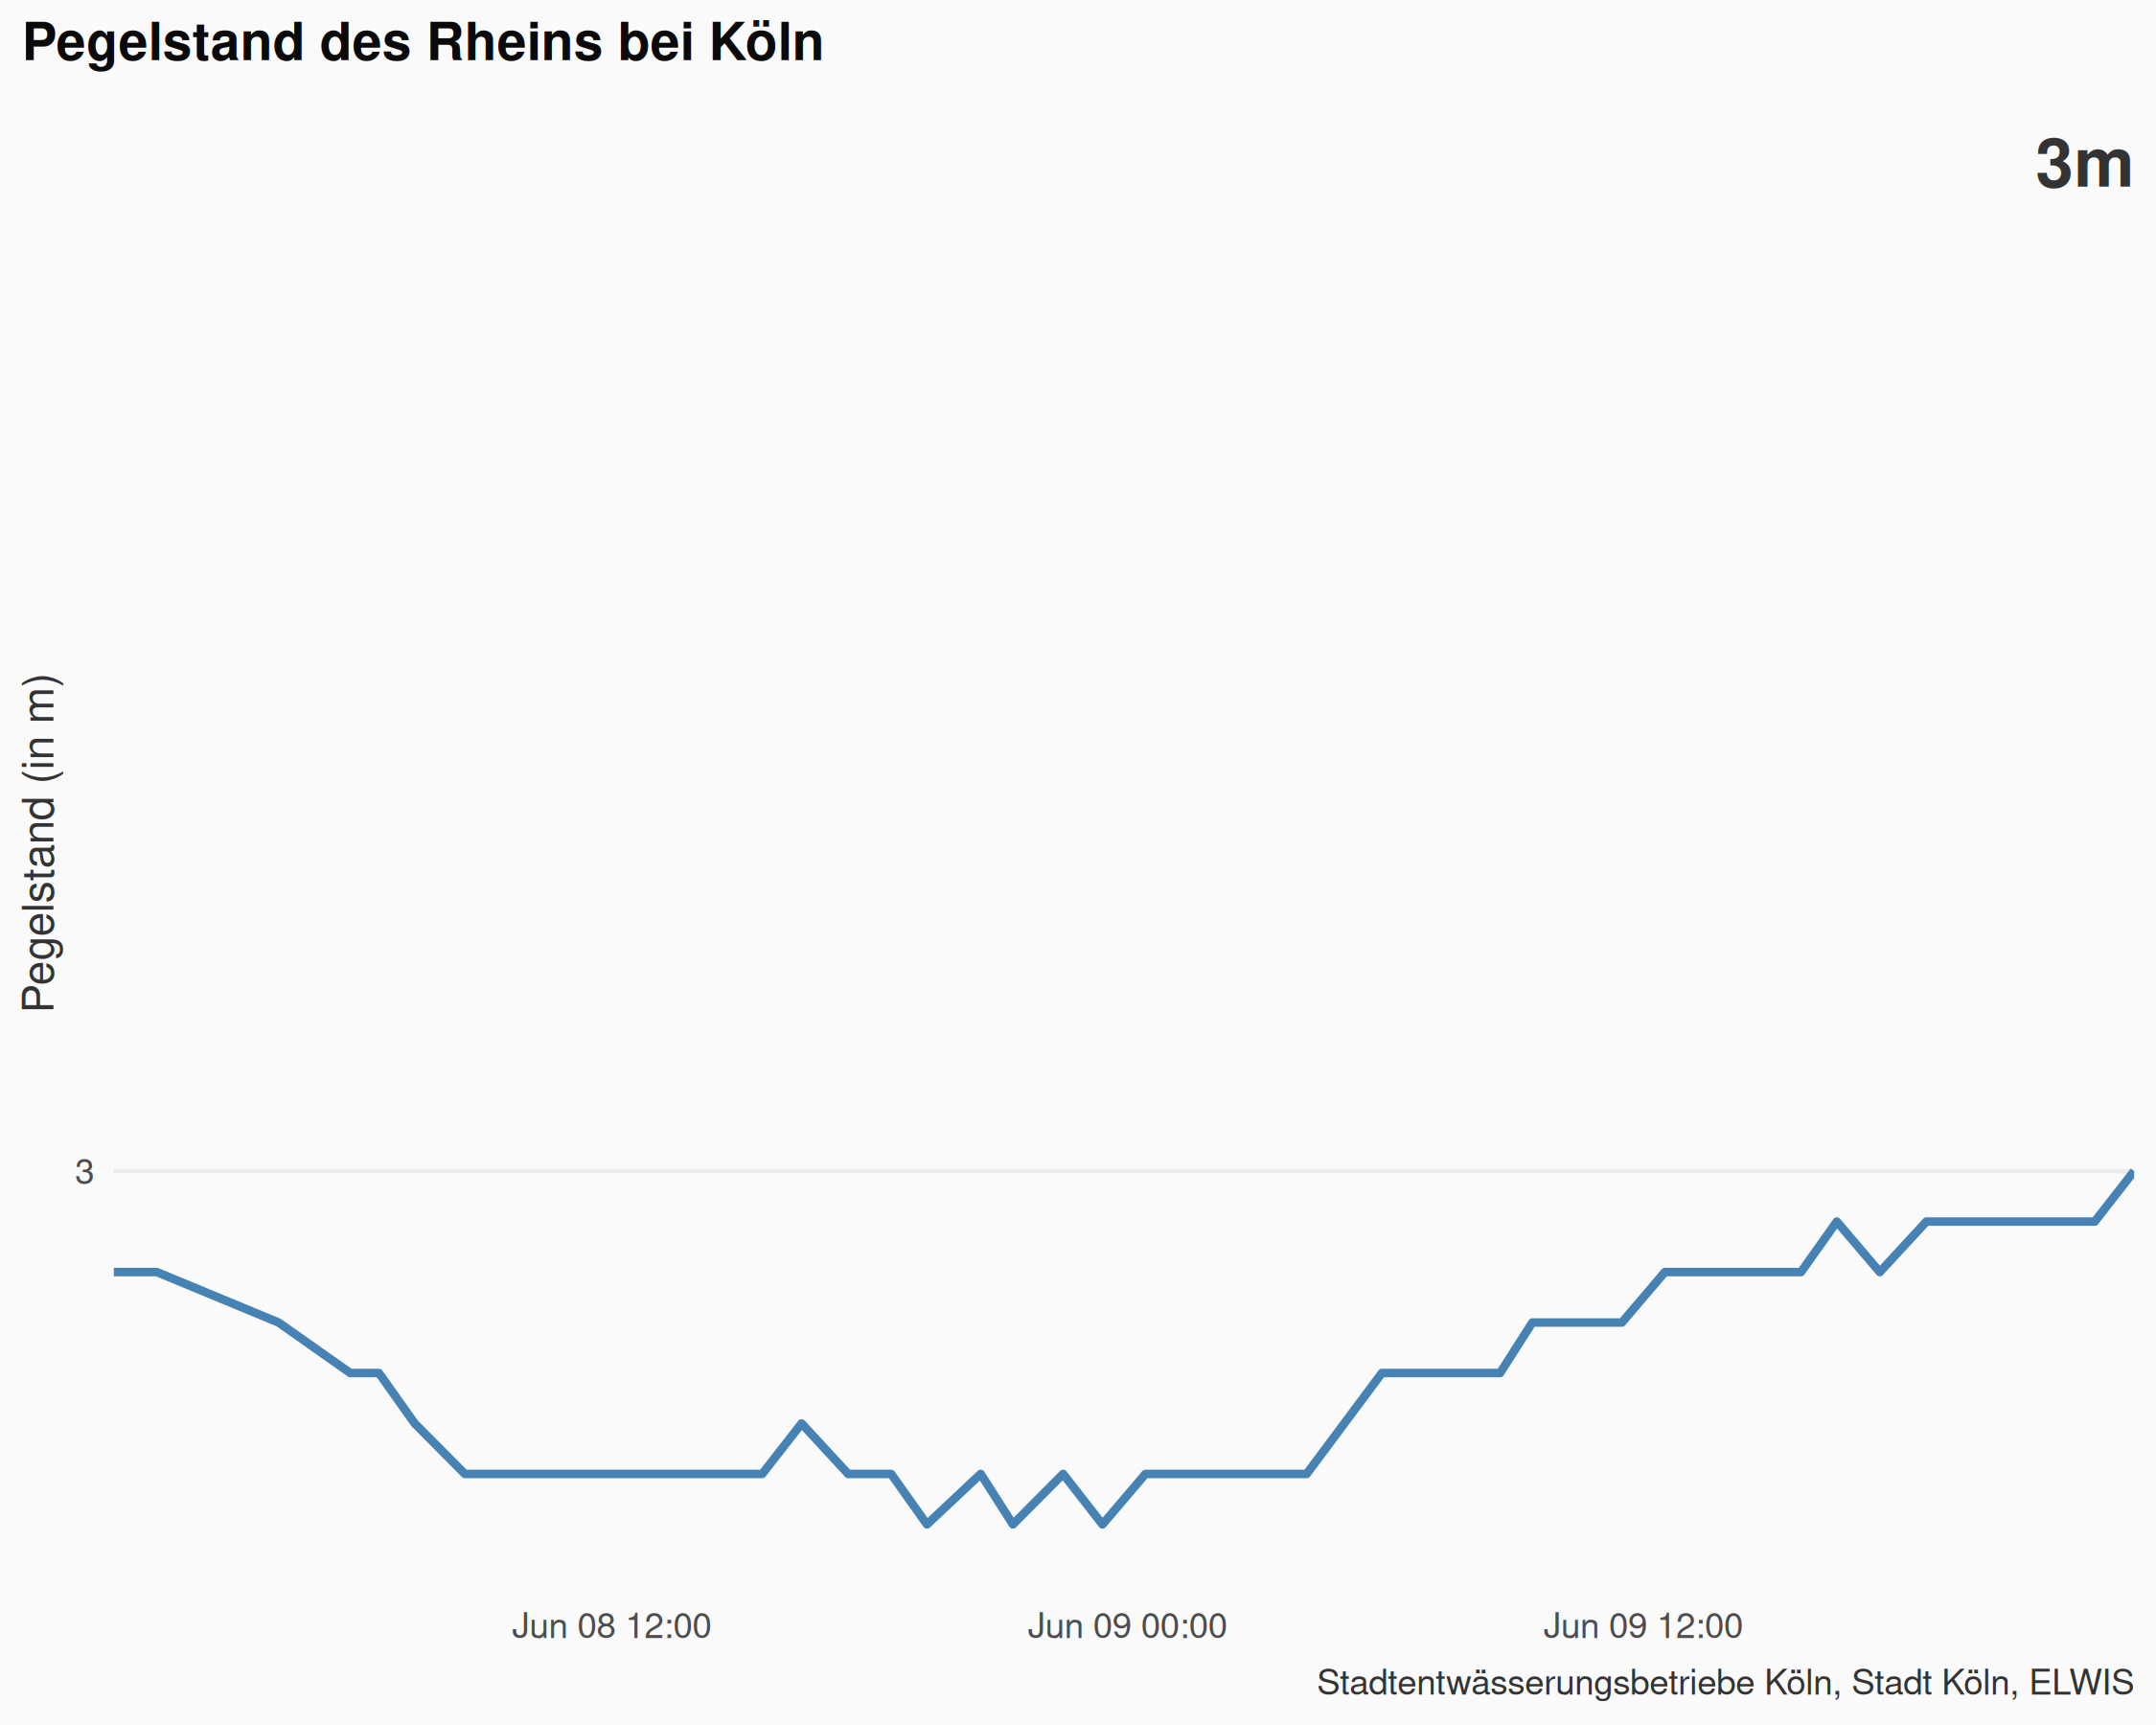 Pegelstand des Rheins bei Köln
3m
Pegelstand (in m)
3
Jun 08 12:00
Jun 09 00:00
Jun 09 12:00
Stadtentwässerungsbetriebe Köln, Stadt Köln, ELWIS